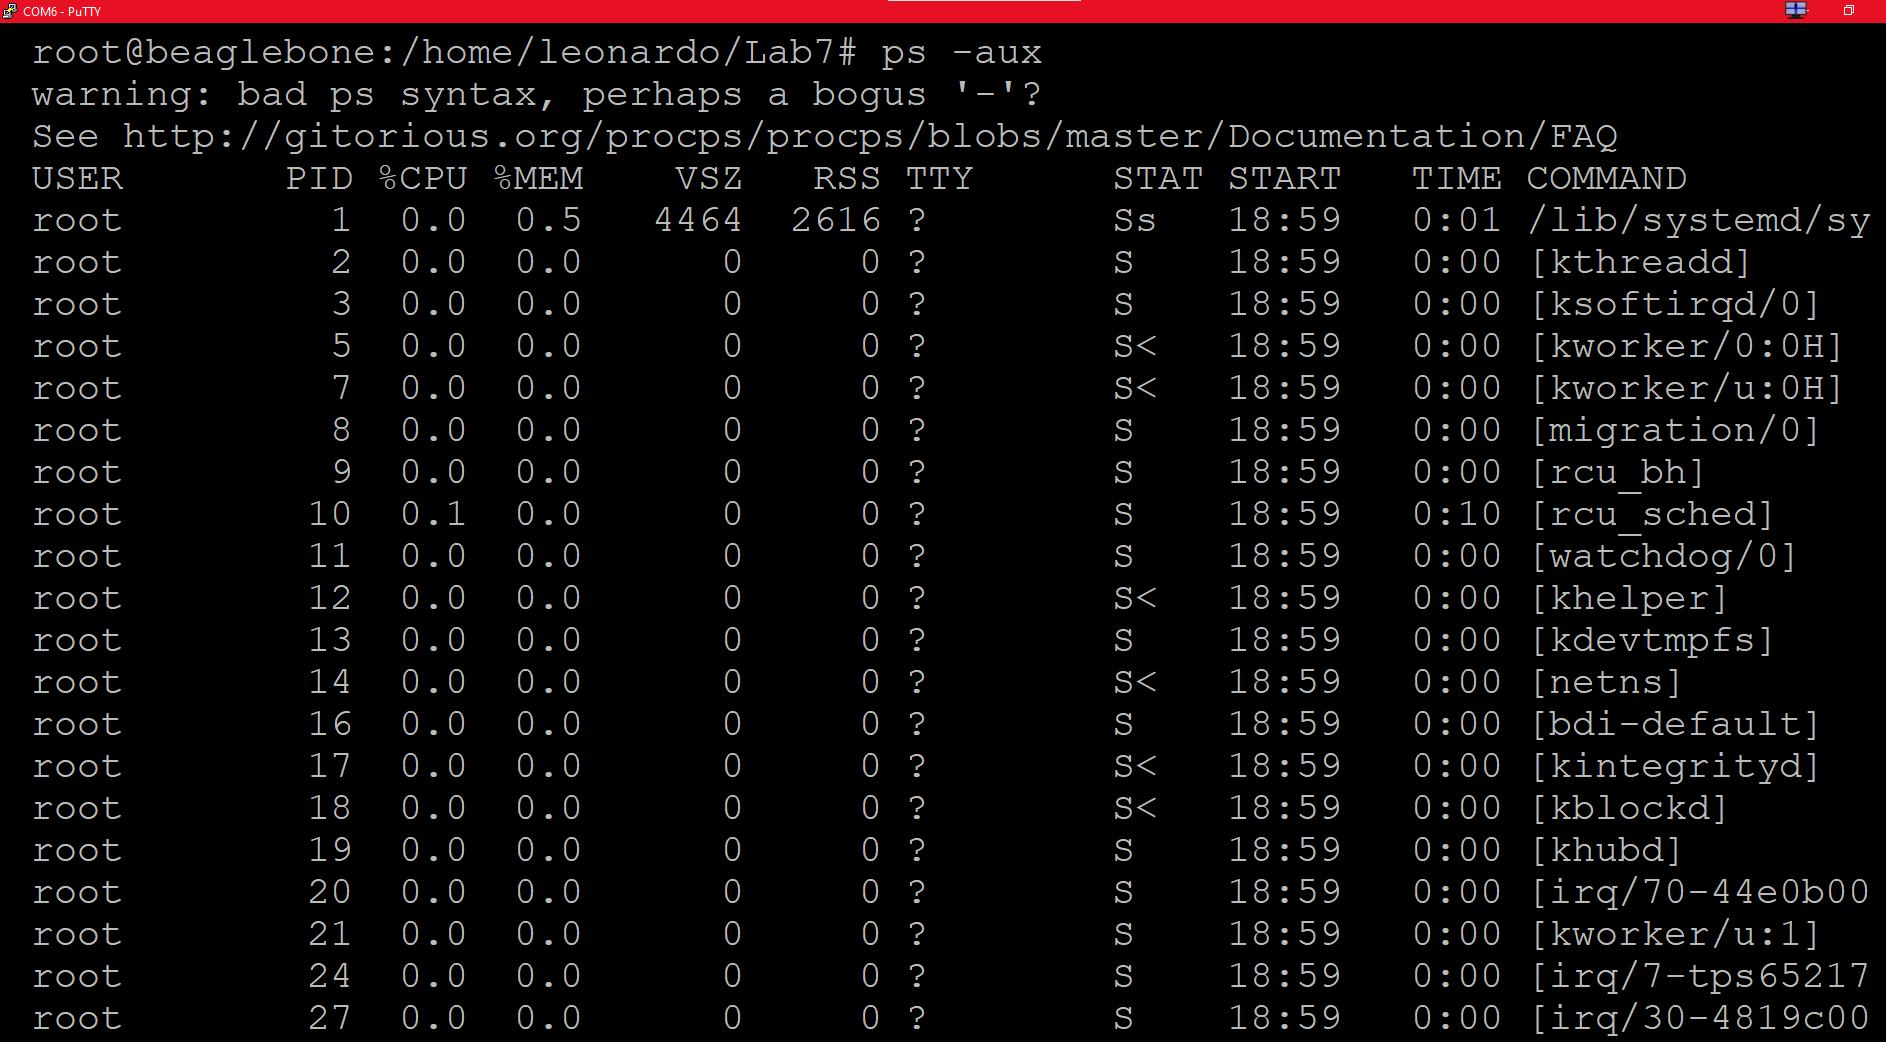 COM6 - PuTTY
root@beaglebone:/home/leonardo/Lab7# ps -aux
warning: bad ps syntax, perhaps a bogus '-'?
See http://gitorious.org/procps/procps/blobs/master/Documentation/FAQ
USER       PID %CPU %MEM    VSZ   RSS TTY      STAT START   TIME COMMAND
root         1  0.0  0.5   4464  2616 ?        Ss   18:59   0:01 /lib/systemd/sy
root         2  0.0  0.0      0     0 ?        S    18:59   0:00 [kthreadd]
root         3  0.0  0.0      0     0 ?        S    18:59   0:00 [ksoftirqd/0]
root         5  0.0  0.0      0     0 ?        S<   18:59   0:00 [kworker/0:0H]
root         7  0.0  0.0      0     0 ?        S<   18:59   0:00 [kworker/u:0H]
root         8  0.0  0.0      0     0 ?        S    18:59   0:00 [migration/0]
root         9  0.0  0.0      0     0 ?        S    18:59   0:00 [rcu_bh]
root        10  0.1  0.0      0     0 ?        S    18:59   0:10 [rcu_sched]
root        11  0.0  0.0      0     0 ?        S    18:59   0:00 [watchdog/0]
root        12  0.0  0.0      0     0 ?        S<   18:59   0:00 [khelper]
root        13  0.0  0.0      0     0 ?        S    18:59   0:00 [kdevtmpfs]
root        14  0.0  0.0      0     0 ?        S<   18:59   0:00 [netns]
root        16  0.0  0.0      0     0 ?        S    18:59   0:00 [bdi-default]
root        17  0.0  0.0      0     0 ?        S<   18:59   0:00 [kintegrityd]
root        18  0.0  0.0      0     0 ?        S<   18:59   0:00 [kblockd]
root        19  0.0  0.0      0     0 ?        S    18:59   0:00 [khubd]
root        20  0.0  0.0      0     0 ?        S    18:59   0:00 [irq/70-44e0b00
root        21  0.0  0.0      0     0 ?        S    18:59   0:00 [kworker/u:1]
root        24  0.0  0.0      0     0 ?        S    18:59   0:00 [irq/7-tps65217
root        27  0.0  0.0      0     0 ?        S    18:59   0:00 [irq/30-4819c00